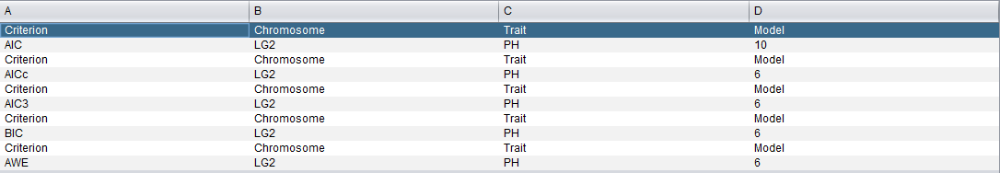 A B C D
Criterion Chromosome Trait Model
AIC LG2 PH 10
Criterion Chromosome Trait Model
AICc LG2 PH 6
Criterion Chromosome Trait Model
AIC3 LG2 PH 6
Criterion Chromosome Trait Model
BIC LG2 PH 6
Criterion Chromosome Trait Model
AWE LG2 PH 6